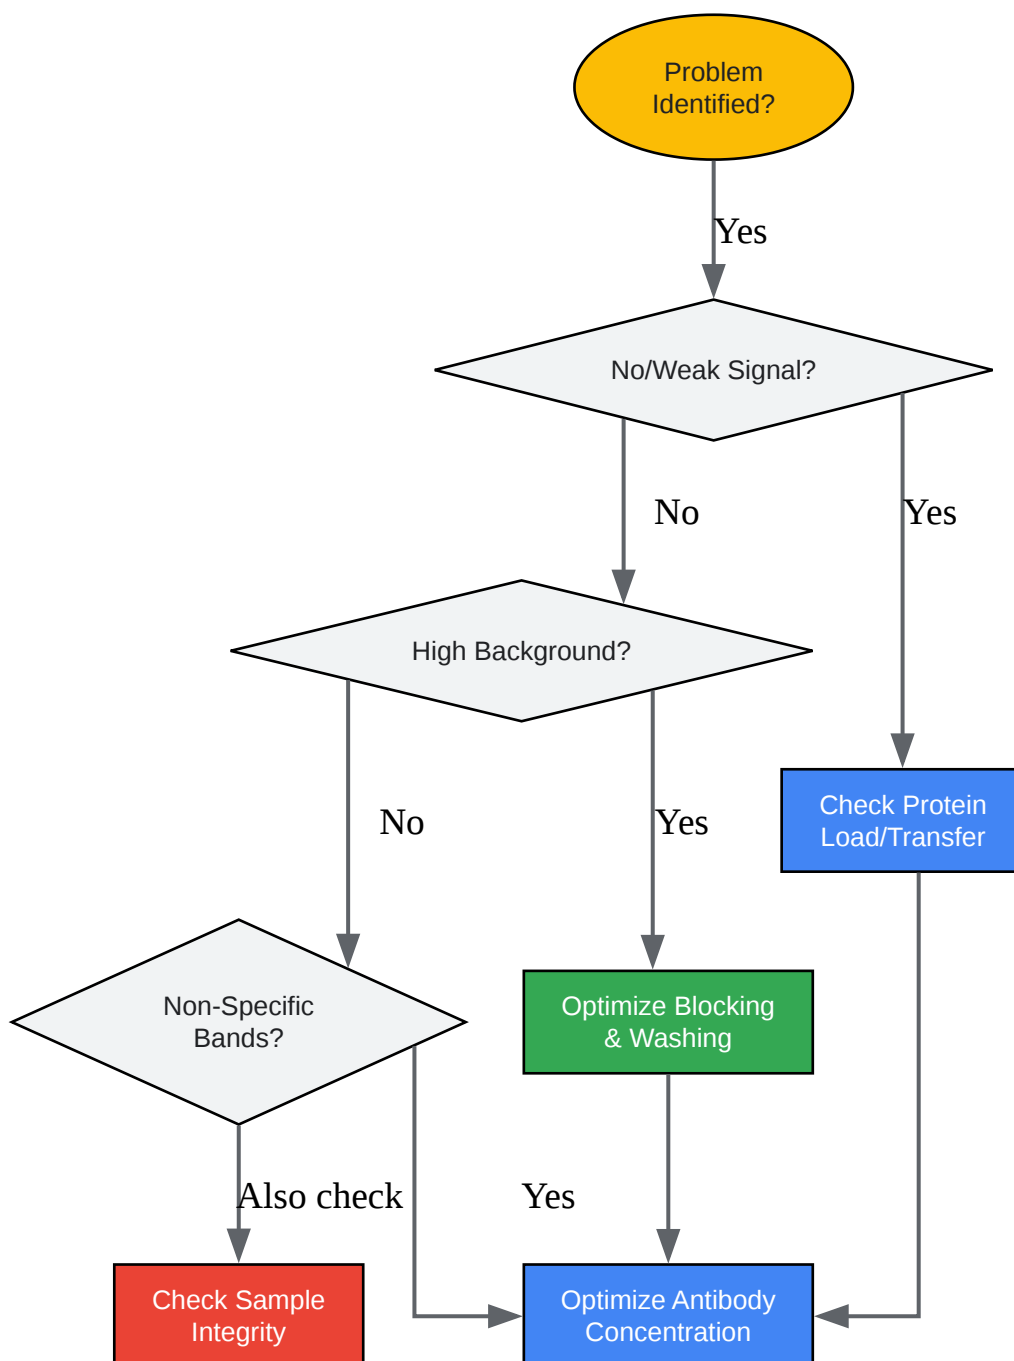 Problem
Identified?
Yes
No/Weak Signal?
No
Yes
High Background?
No
Yes
Check Protein
Load/Transfer
Non-Specific
Bands?
Optimize Blocking
& Washing
Also check
Yes
Check Sample
Integrity
Optimize Antibody
Concentration